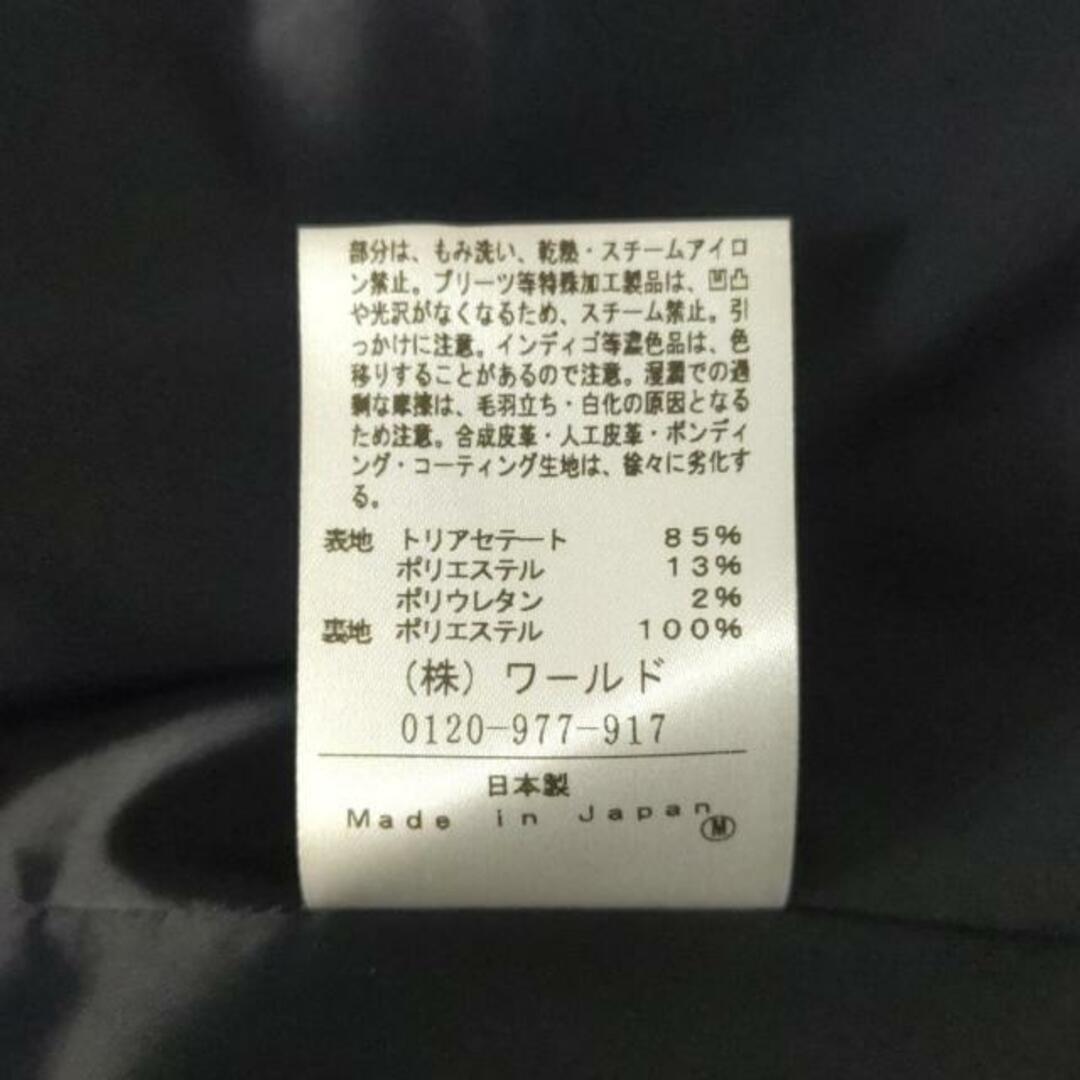 部分は、もみ洗い、乾熱・スチームアイロ
ン禁止。プリーツ等特殊加工製品は、凹凸
や光沢がなくなるため、スチーム禁止。引
っかけに注意。インディゴ等濃色品は、色
移りすることがあるので注意。湿潤での過
剰な摩擦は、毛羽立ち・白化の原因となる
ため注意。合成皮革・人工皮革・ボンディ
ング・コーティング生地は、徐々に劣化す
る。
表地 トリアセテート 85%
ポリエステル 13%
ポリウレタン 2%
裏地 ポリエステル 100%
(株)ワールド
0120-977-917
日本製
Made in Japan
M